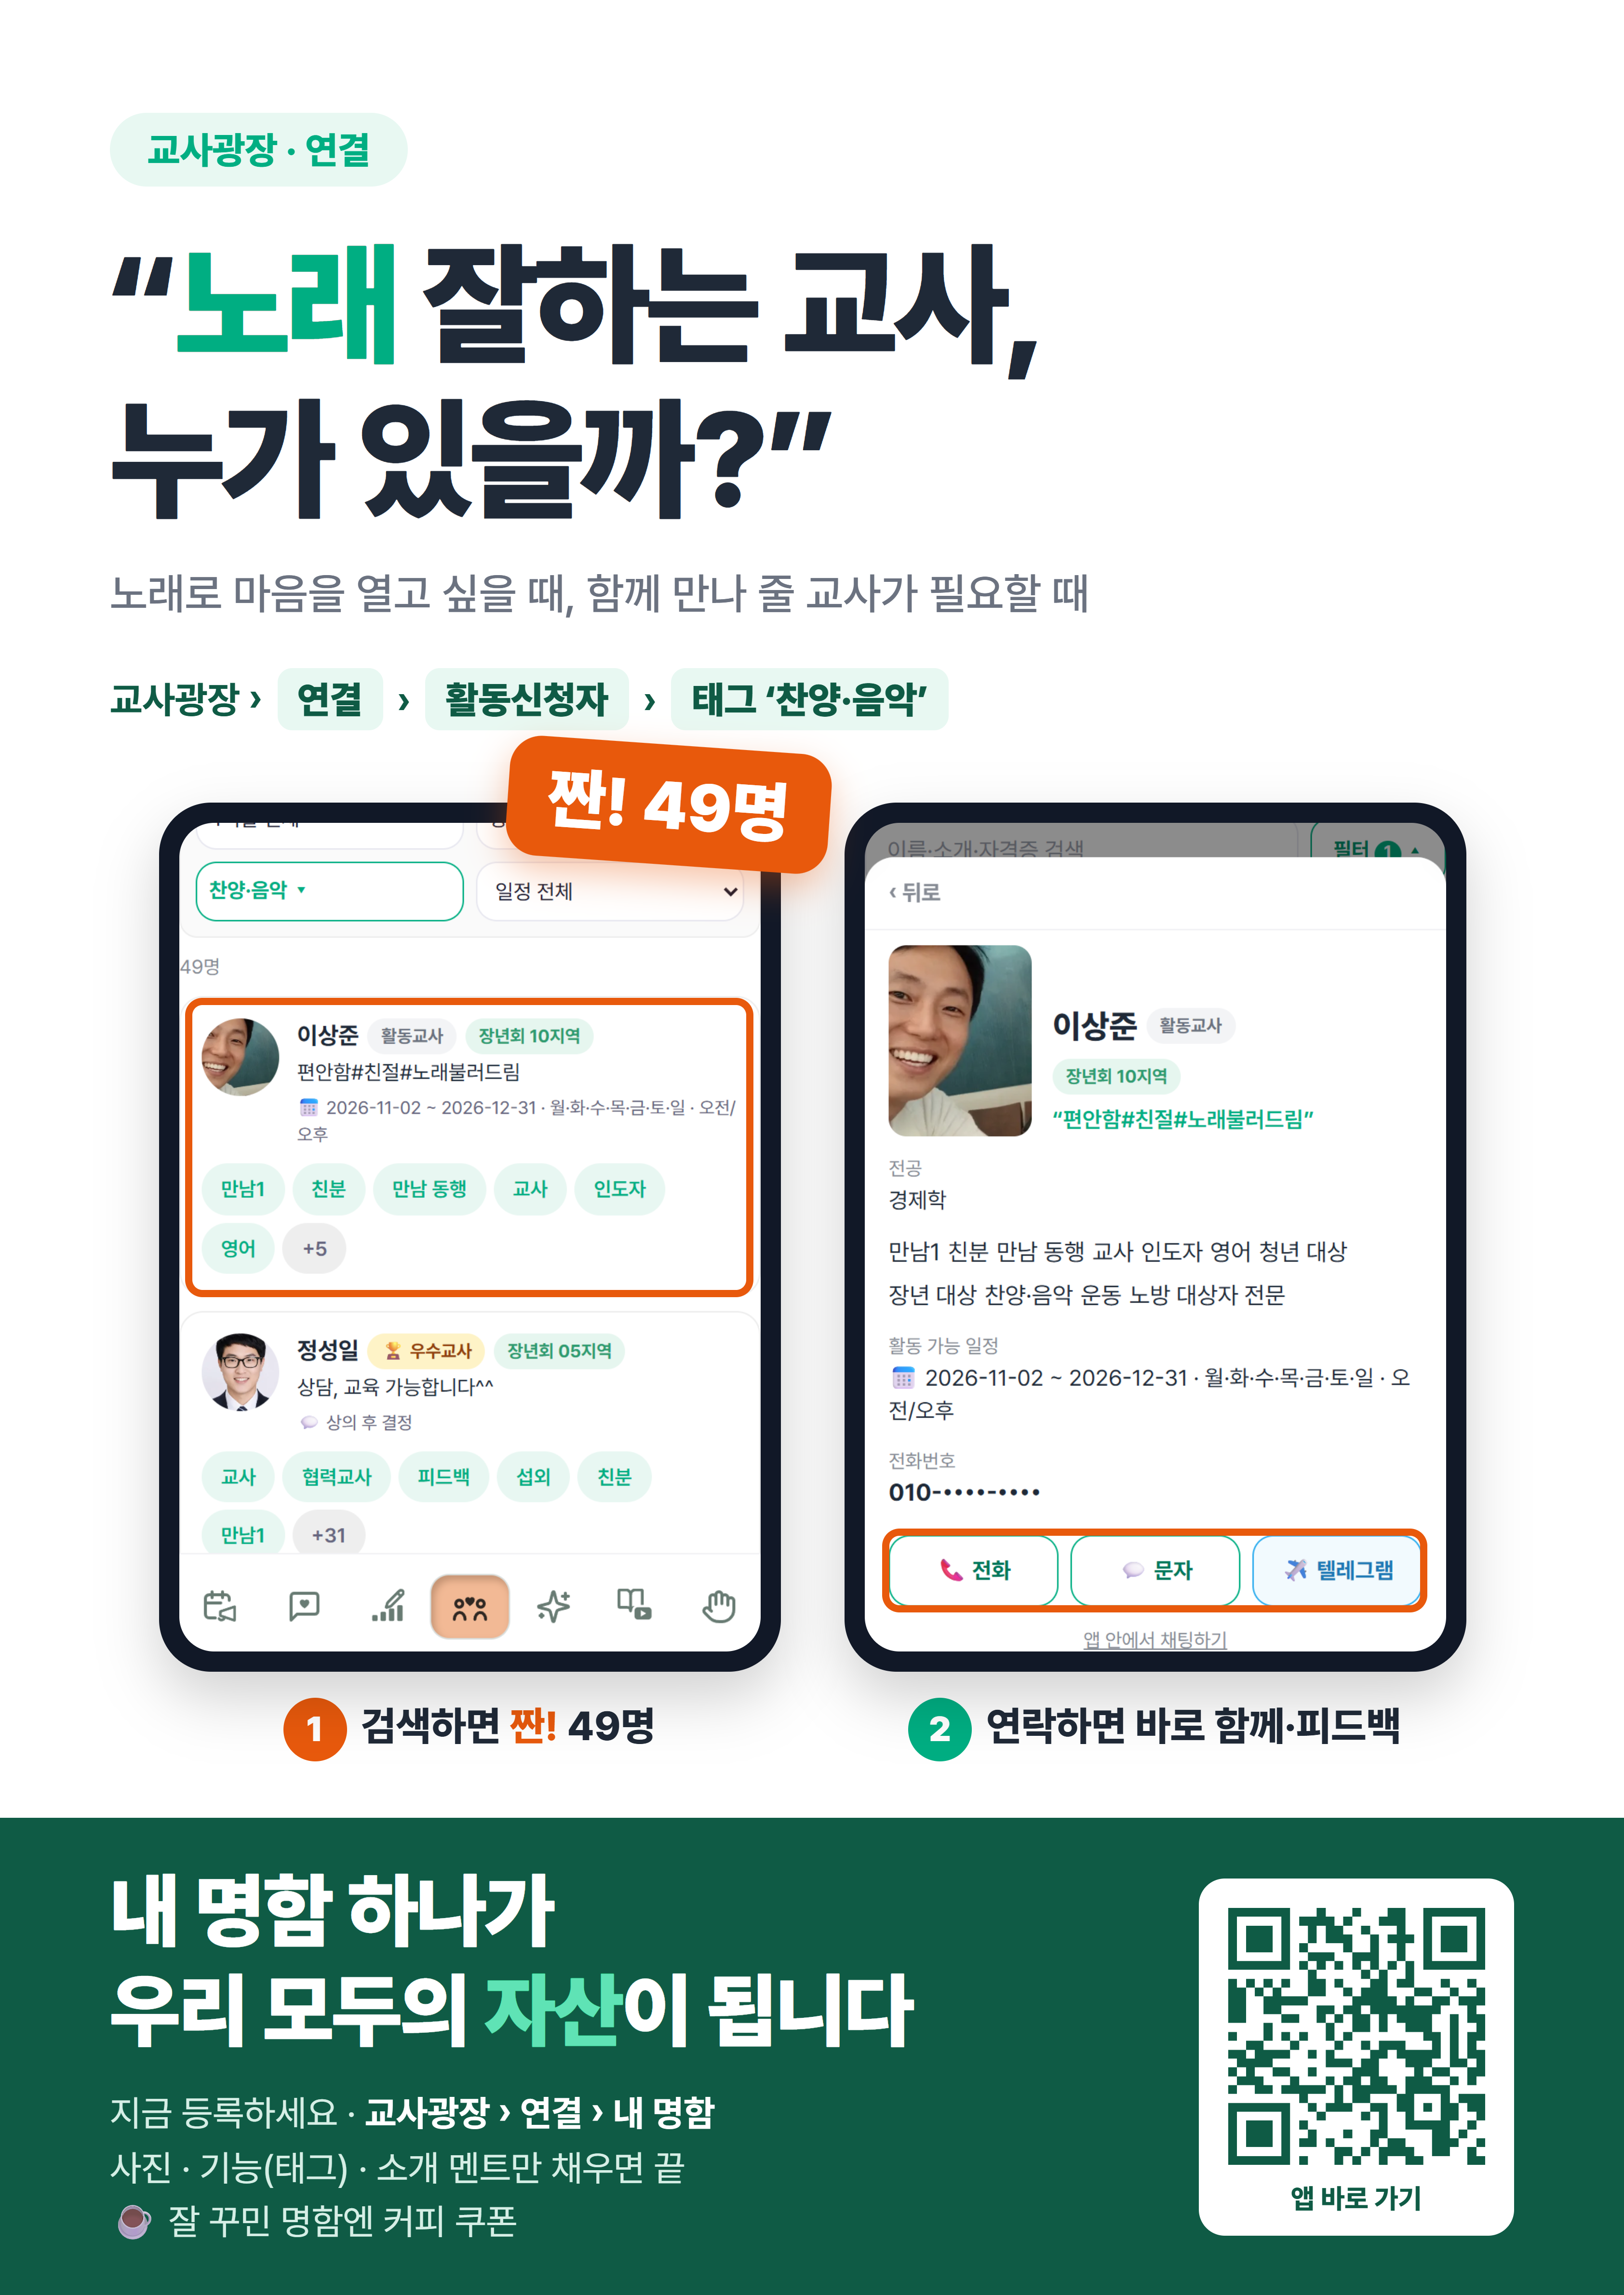 교사광장 · 연결
“노래 잘하는 교사,
누가 있을까?”
노래로 마음을 열고 싶을 때, 함께 만나 줄 교사가 필요할 때
교사광장 › 연결 › 활동신청자 › 태그 ‘찬양·음악’
짠! 49명
찬양·음악 ▼
일정 전체
49명
이상준 활동교사 장년회 10지역
편안함#친절#노래불러드림
2026-11-02 ~ 2026-12-31 · 월·화·수·목·금·토·일 · 오전/
오후
만남1 친분 만남 동행 교사 인도자
영어 +5
정성일 우수교사 장년회 05지역
상담, 교육 가능합니다^^
상의 후 결정
교사 협력교사 피드백 섭외 친분
만남1 +31
이름·소개·자격증 검색 필터 1 ▲
‹ 뒤로
이상준 활동교사
장년회 10지역
“편안함#친절#노래불러드림”
전공
경제학
만남1 친분 만남 동행 교사 인도자 영어 청년 대상
장년 대상 찬양·음악 운동 노방 대상자 전문
활동 가능 일정
2026-11-02 ~ 2026-12-31 · 월·화·수·목·금·토·일 · 오
전/오후
전화번호
010-••••-••••
전화 문자 텔레그램
앱 안에서 채팅하기
1 검색하면 짠! 49명
2 연락하면 바로 함께·피드백
내 명함 하나가
우리 모두의 자산이 됩니다
지금 등록하세요 · 교사광장 › 연결 › 내 명함
사진 · 기능(태그) · 소개 멘트만 채우면 끝
잘 꾸민 명함엔 커피 쿠폰
앱 바로 가기